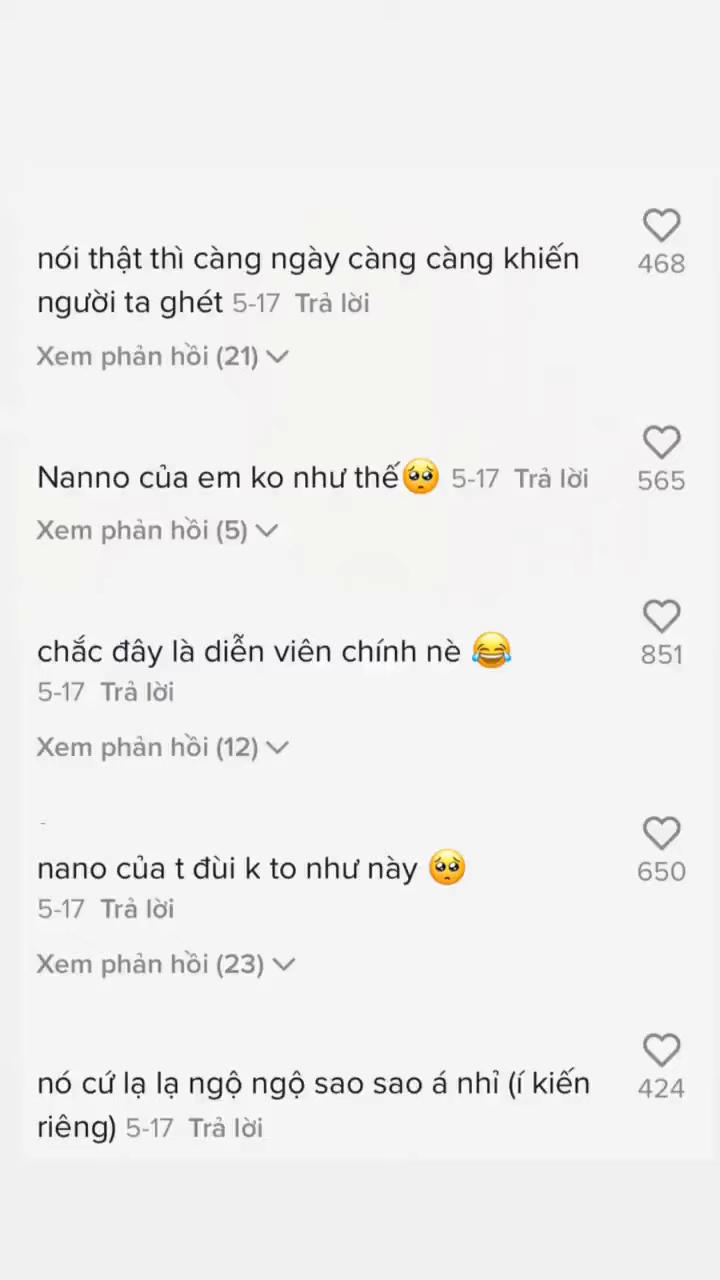 nói thật thì càng ngày càng càng khiến
468
người ta ghét 5-17 Trả lời
Xem phản hồi (21)
Nanno của em ko như thế🥺 5-17 Trả lời
565
Xem phản hồi (5)
chắc đây là diễn viên chính nè 😂
851
5-17 Trả lời
Xem phản hồi (12)
nano của t đùi k to như này 🥺
650
5-17 Trả lời
Xem phản hồi (23)
nó cứ lạ lạ ngộ ngộ sao sao á nhỉ (í kiến
424
riêng) 5-17 Trả lời